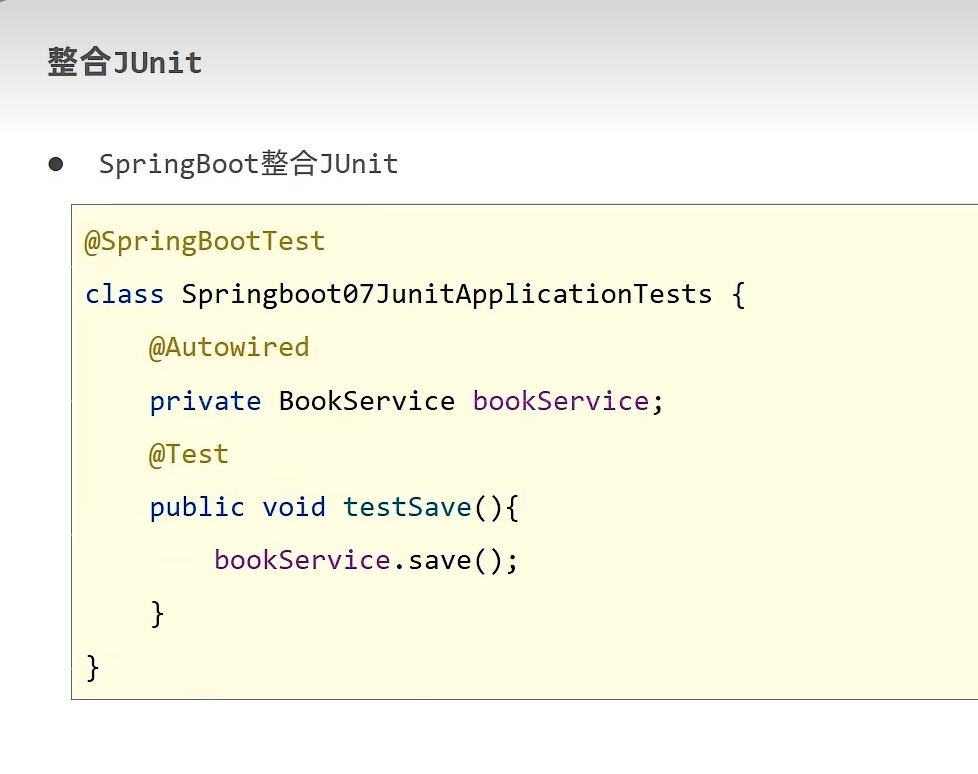 整合JUnit
● SpringBoot整合JUnit
@SpringBootTest
class Springboot07JunitApplicationTests {
    @Autowired
    private BookService bookService;
    @Test
    public void testSave(){
        bookService.save();
    }
}